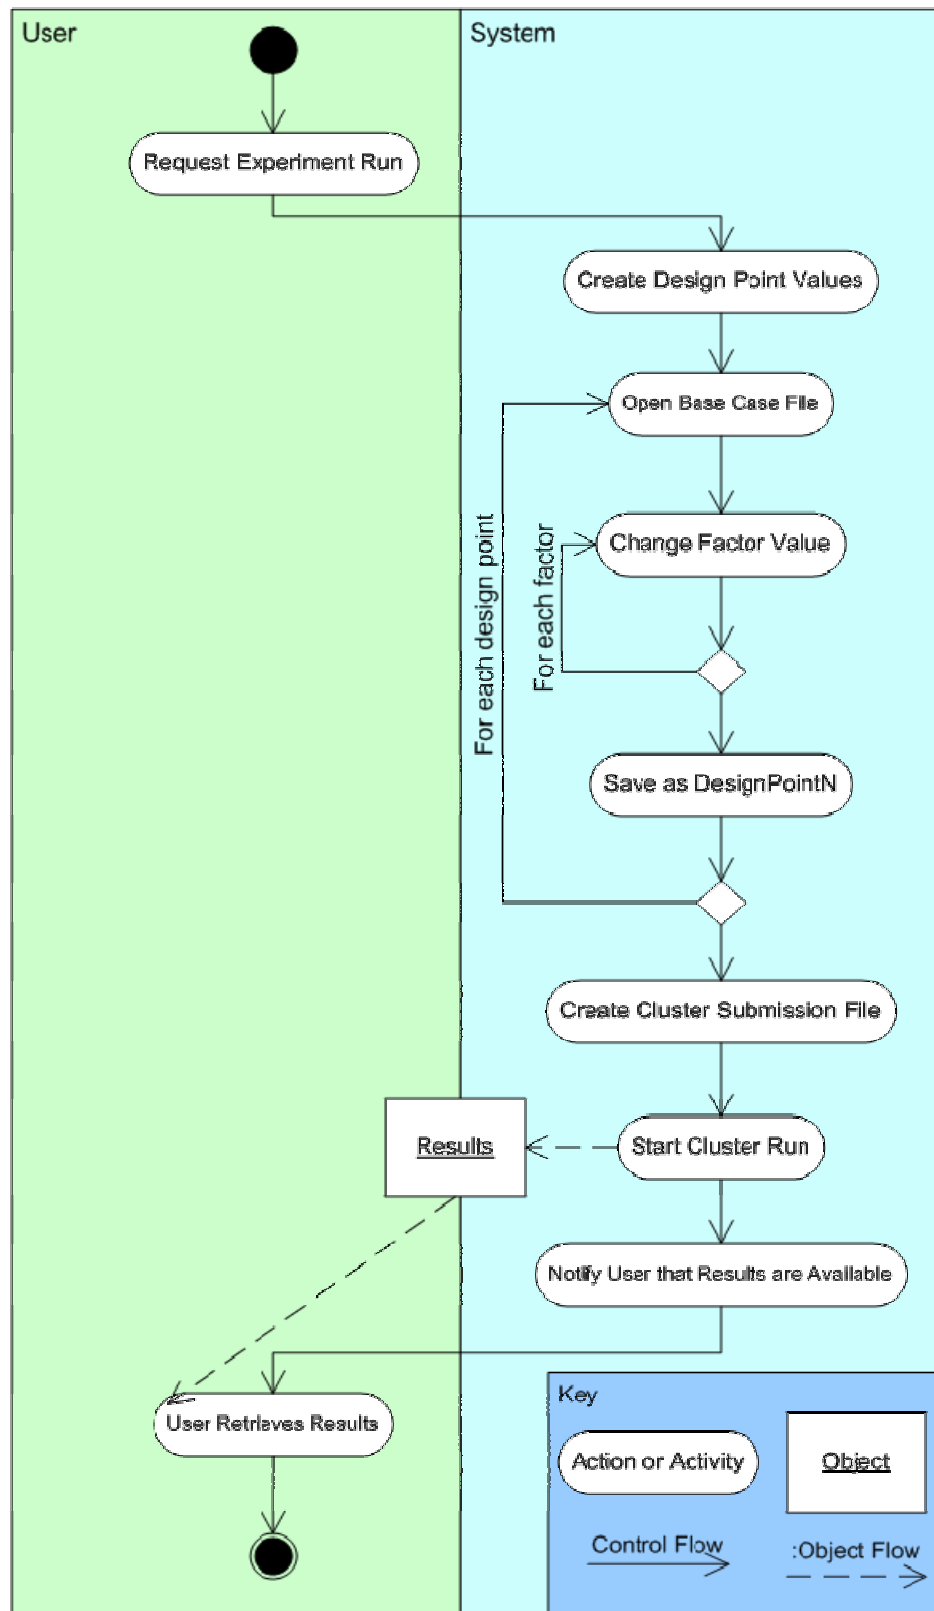 User
System
Request Experiment Run
Create Design Point Values
Open Base Case File
Change Factor Value
For each factor
For each design point
Save as DesignPointN
Create Cluster Submission File
Results
Start Cluster Run
Notify User that Results are Available
User Retrieves Results
Key
Action or Activity
Object
Control Flow
:Object Flow